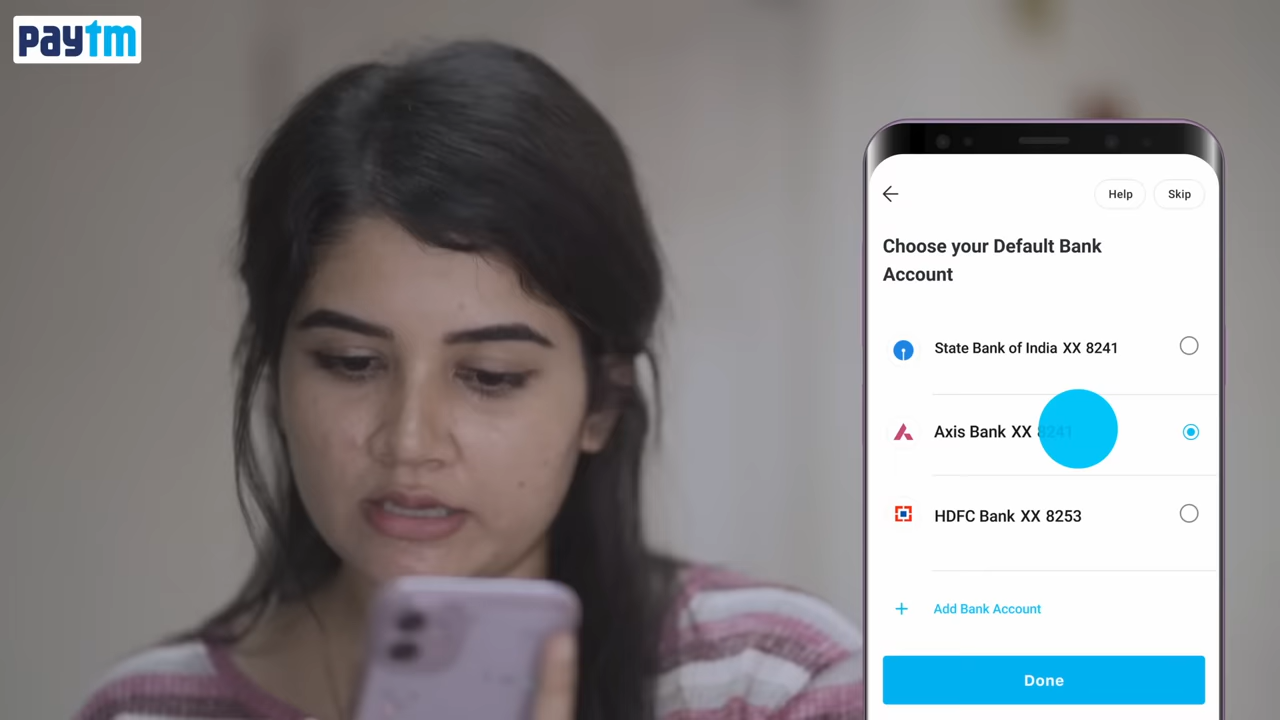 paytm
Help
Skip
Choose your Default Bank
Account
State Bank of India XX 8241
Axis Bank XX 8241
HDFC Bank XX 8253
+ Add Bank Account
Done